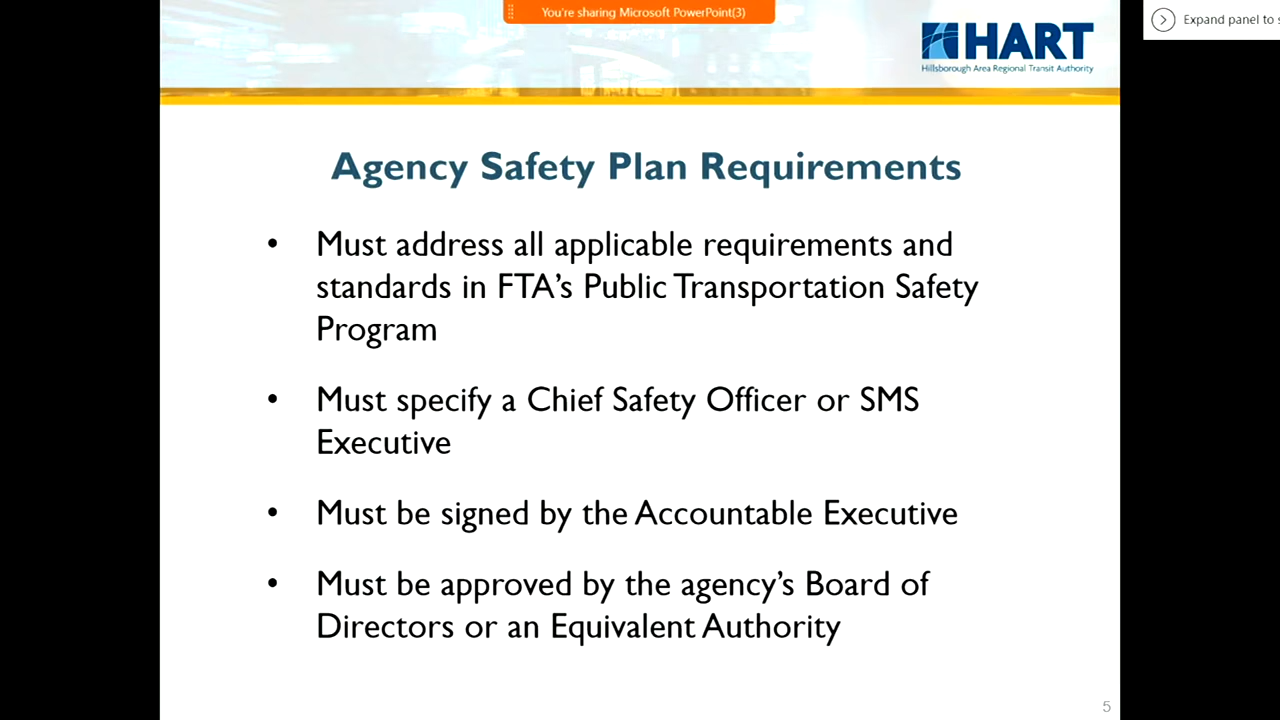 You're sharing Microsoft PowerPoint(3)
Expand panel to
HART
Hillsborough Area Regional Transit Authority
Agency Safety Plan Requirements
• Must address all applicable requirements and
standards in FTA's Public Transportation Safety
Program
• Must specify a Chief Safety Officer or SMS
Executive
• Must be signed by the Accountable Executive
• Must be approved by the agency's Board of
Directors or an Equivalent Authority
5